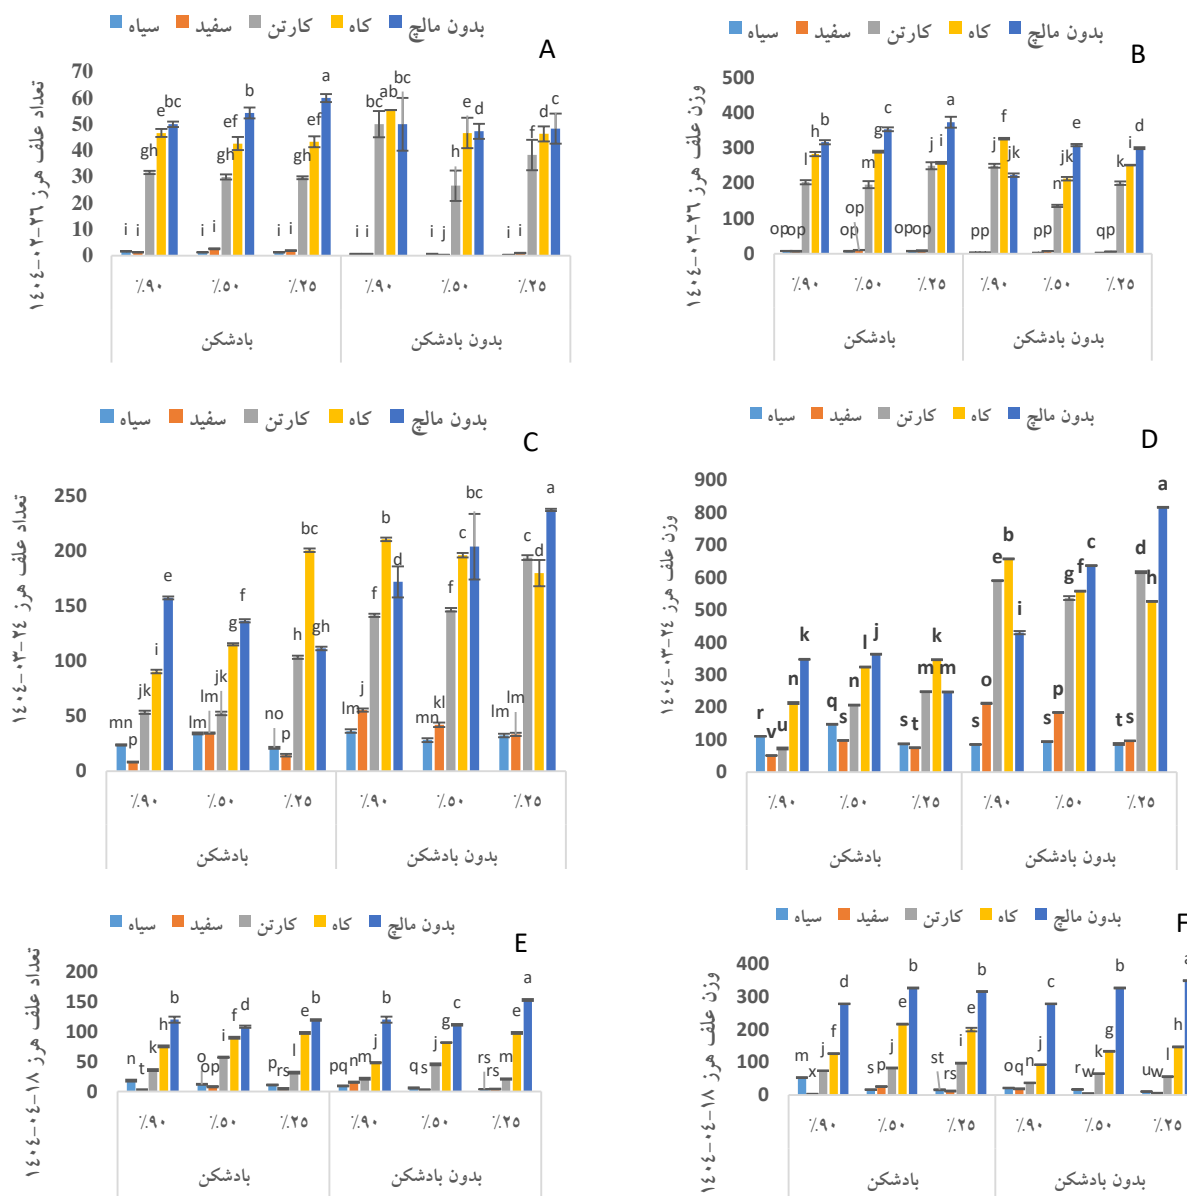 سیاه سفید کارتن کاه بدون مالچ
A
تعداد علف هرز ۲۶-۰۲-۱٤۰٤
70
60
50
40
30
20
10
0
i i gh e bc
i i gh ef b
i i gh ef a
i i bc ab bc
i j h e d
i i f d c
٪۹۰ ٪۵۰ ٪۲۵ ٪۹۰ ٪۵۰ ٪۲۵
بادشکن بدون بادشکن
سیاه سفید کارتن کاه بدون مالچ
B
وزن علف هرز ۲۶-۰۲-۱٤۰٤
500
400
300
200
100
0
op op l h b
op op m g c
op op j i a
p p j f jk
p p n jk e
q p k i d
٪۹۰ ٪۵۰ ٪۲۵ ٪۹۰ ٪۵۰ ٪۲۵
بادشکن بدون بادشکن
سیاه سفید کارتن کاه بدون مالچ
C
تعداد علف هرز ۲٤-۰۳-۱٤۰٤
250
200
150
100
50
0
mn p jk i e
lm lm jk g f
no p h bc gh
lm j f b d
mn kl f c bc
lm lm c d a
٪۹۰ ٪۵۰ ٪۲۵ ٪۹۰ ٪۵۰ ٪۲۵
بادشکن بدون بادشکن
سیاه سفید کارتن کاه بدون مالچ
D
وزن علف هرز ۲٤-۰۳-۱٤۰٤
900
800
700
600
500
400
300
200
100
0
r v u n k
q s n l j
s t m k m
s o e b i
s p g f c
t s d h a
٪۹۰ ٪۵۰ ٪۲۵ ٪۹۰ ٪۵۰ ٪۲۵
بادشکن بدون بادشکن
سیاه سفید کارتن کاه بدون مالچ
E
تعداد علف هرز ۱۸-۰٤-۱٤۰٤
200
150
100
50
0
n t k h b
o op i f d
p rs l e b
pq n m j b
q s i g c
rs rs m e a
٪۹۰ ٪۵۰ ٪۲۵ ٪۹۰ ٪۵۰ ٪۲۵
بادشکن بدون بادشکن
سیاه سفید کارتن کاه بدون مالچ
F
وزن علف هرز ۱۸-۰٤-۱٤۰٤
400
300
200
100
0
m x j f d
s p j e b
st rs i e b
o q n j c
r w k g b
u w l h a
٪۹۰ ٪۵۰ ٪۲۵ ٪۹۰ ٪۵۰ ٪۲۵
بادشکن بدون بادشکن